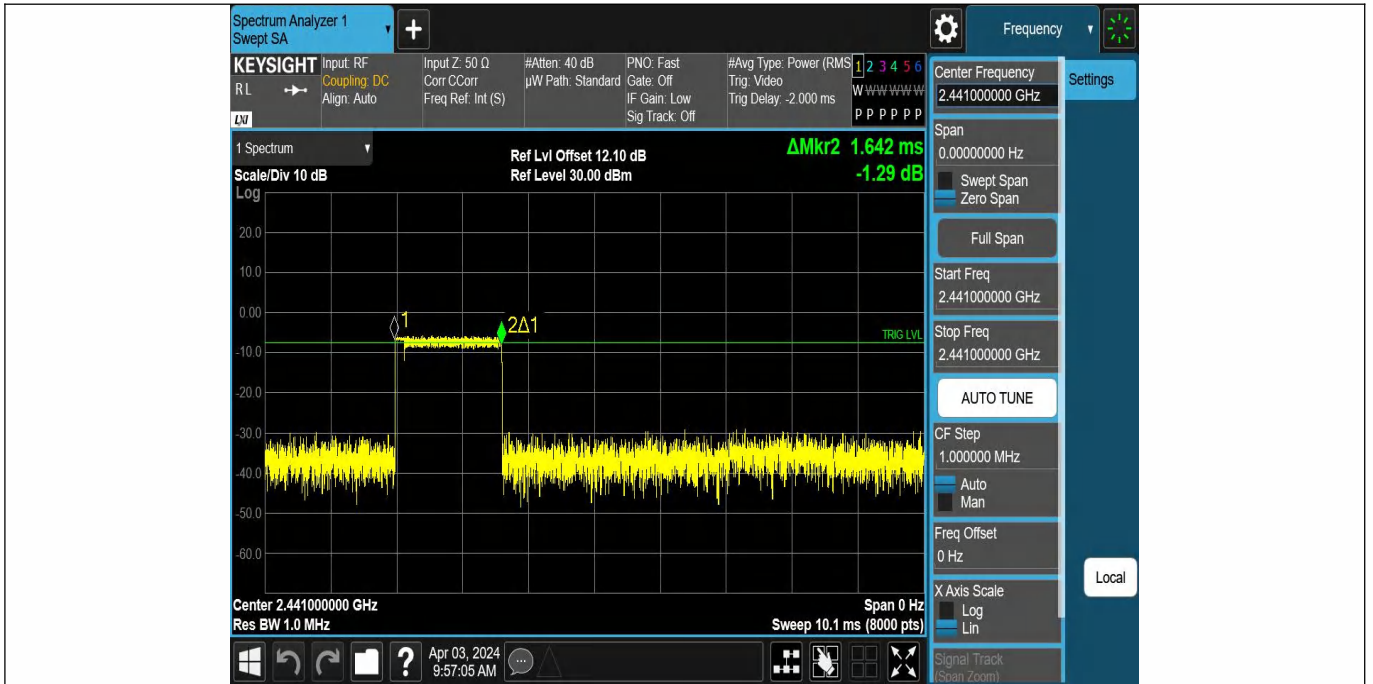 Spectrum Analyzer 1
Swept SA
+
Frequency
KEYSIGHT
R L
LXI
Input: RF
Coupling: DC
Align: Auto
Input Z: 50 Ω
Corr CCorr
Freq Ref: Int (S)
#Atten: 40 dB
µW Path: Standard
PNO: Fast
Gate: Off
IF Gain: Low
Sig Track: Off
#Avg Type: Power (RMS
Trig: Video
Trig Delay: -2.000 ms
1 2 3 4 5 6
W W W W W W
P P P P P P
1 Spectrum
Scale/Div 10 dB
Log
Ref Lvl Offset 12.10 dB
Ref Level 30.00 dBm
ΔMkr2 1.642 ms
-1.29 dB
20.0
10.0
0.00
-10.0
-20.0
-30.0
-40.0
-50.0
-60.0
1
2Δ1
TRIG LVL
Center 2.441000000 GHz
Res BW 1.0 MHz
Span 0 Hz
Sweep 10.1 ms (8000 pts)
Center Frequency
2.441000000 GHz
Settings
Span
0.00000000 Hz
Swept Span
Zero Span
Full Span
Start Freq
2.441000000 GHz
Stop Freq
2.441000000 GHz
AUTO TUNE
CF Step
1.000000 MHz
Auto
Man
Freq Offset
0 Hz
X Axis Scale
Log
Lin
Signal Track
(Span Zoom)
Local
?
Apr 03, 2024
9:57:05 AM